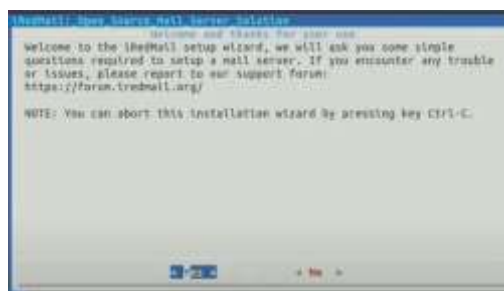 iRedMail: Open Source Mail Server Solution
Welcome and thanks for your use
Welcome to the iRedMail setup wizard, we will ask you some simple
questions required to setup a mail server. If you encounter any trouble
or issues, please report to our support forum:
https://forum.iredmail.org/
NOTE: You can abort this installation wizard by pressing key Ctrl-C.
< Yes > < No >